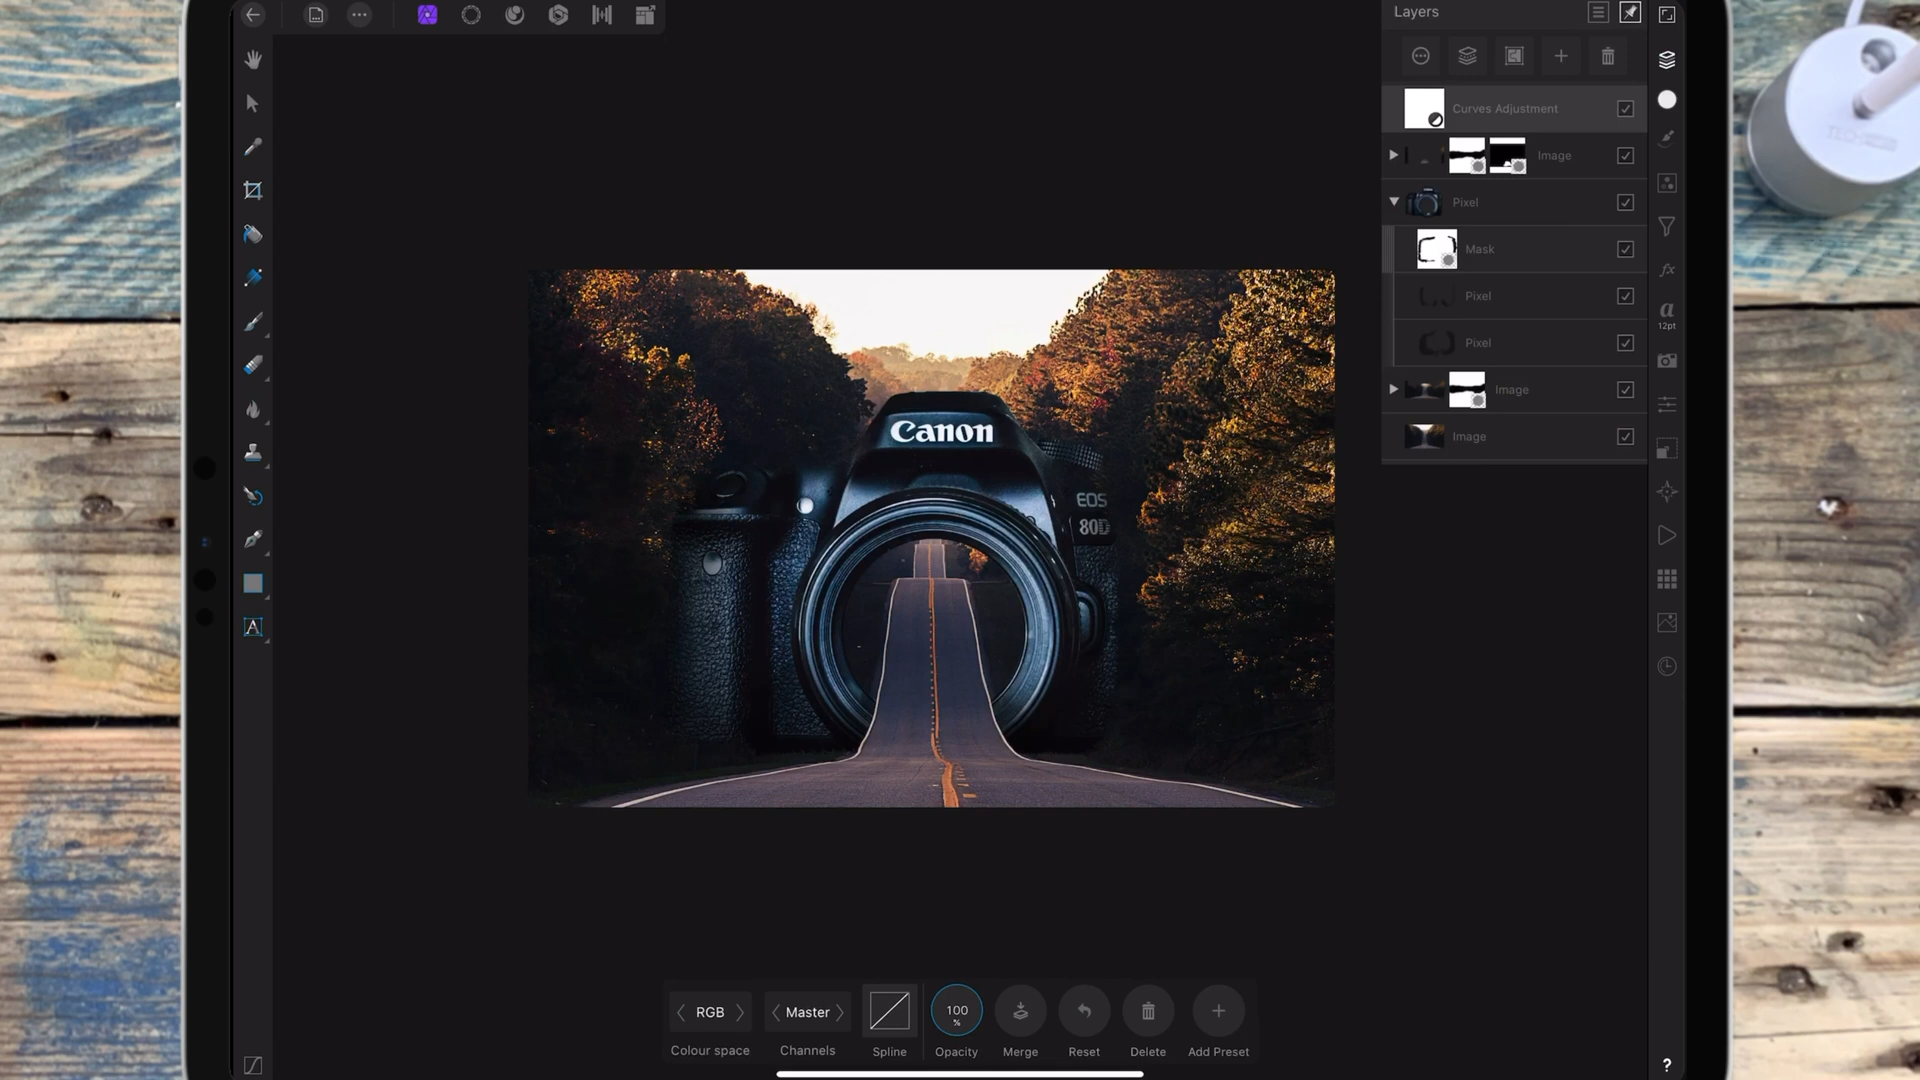 Layers
Curves Adjustment
Image
Pixel
Mask
Pixel
Pixel
Image
Image
12pt
Canon
EOS
80D
RGB
Master
100
%
Colour space
Channels
Spline
Opacity
Merge
Reset
Delete
Add Preset
?